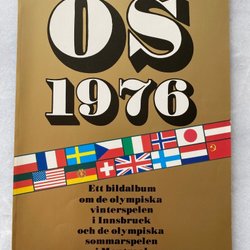 OS
1976
Ett bildalbum
om de olympiska
vinterspelen
i Innsbruck
och de olympiska
sommarspelen